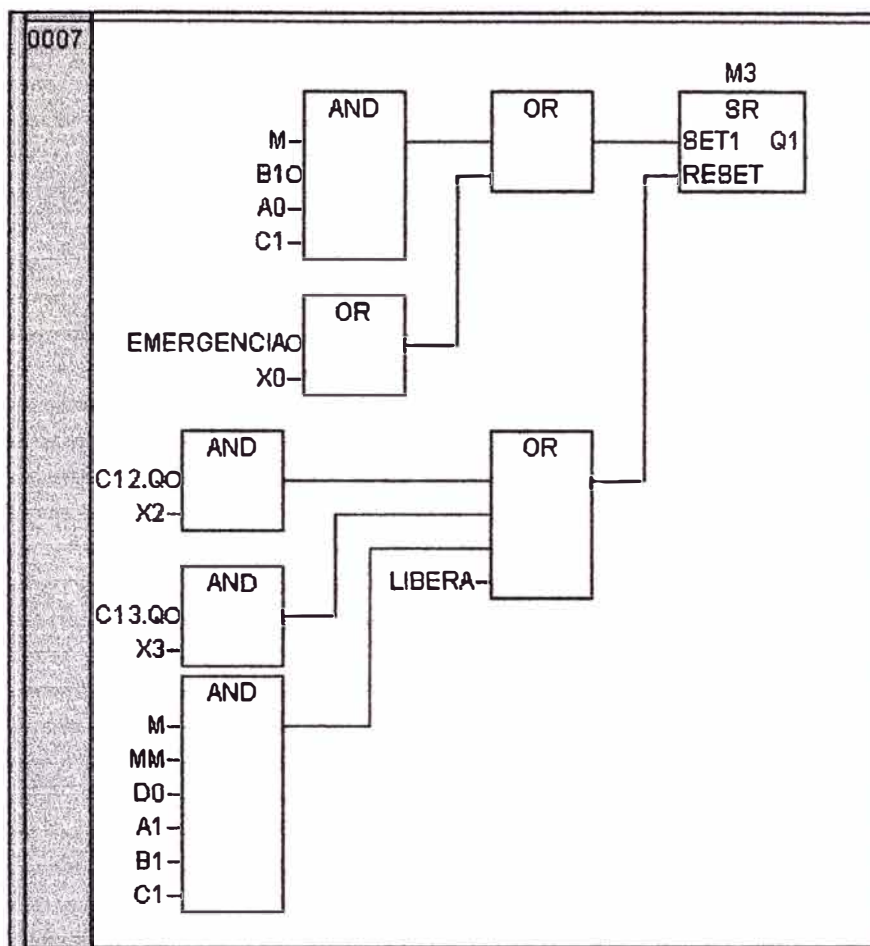 0007
M3
AND
OR
SR
M
SET1 Q1
B1
RESET
A0
C1
OR
EMERGENCIA
X0
AND
OR
C12.Q
X2
AND
LIBERA
C13.Q
X3
AND
M
MM
D0
A1
B1
C1